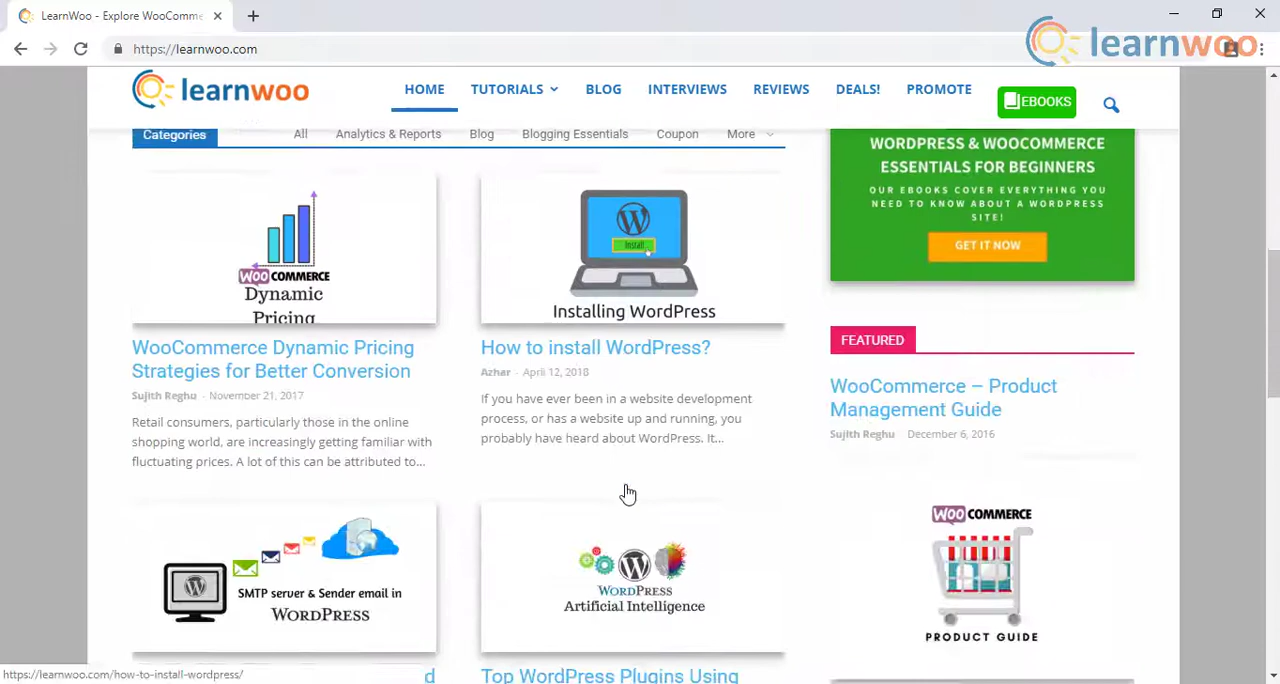 LearnWoo - Explore WooComme
https://learnwoo.com
learnwoo
learnwoo
HOME
TUTORIALS
BLOG
INTERVIEWS
REVIEWS
DEALS!
PROMOTE
EBOOKS
Categories
All
Analytics & Reports
Blog
Blogging Essentials
Coupon
More
WOO COMMERCE
Dynamic
Pricing
WooCommerce Dynamic Pricing
Strategies for Better Conversion
Sujith Reghu - November 21, 2017
Retail consumers, particularly those in the online
shopping world, are increasingly getting familiar with
fluctuating prices. A lot of this can be attributed to...
Install
Installing WordPress
How to install WordPress?
Azhar - April 12, 2018
If you have ever been in a website development
process, or has a website up and running, you
probably have heard about WordPress. It...
SMTP server & Sender email in
WORDPRESS
d
WORDPRESS
Artificial Intelligence
Top WordPress Plugins Using
WORDPRESS & WOOCOMMERCE
ESSENTIALS FOR BEGINNERS
OUR EBOOKS COVER EVERYTHING YOU
NEED TO KNOW ABOUT A WORDPRESS
SITE!
GET IT NOW
FEATURED
WooCommerce – Product
Management Guide
Sujith Reghu December 6, 2016
WOO COMMERCE
PRODUCT GUIDE
https://learnwoo.com/how-to-install-wordpress/